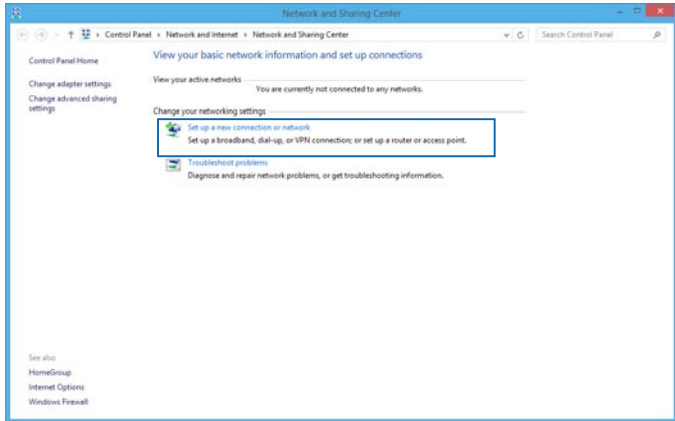 Network and Sharing Center
Control Panel › Network and Internet › Network and Sharing Center
Search Control Panel
Control Panel Home
Change adapter settings
Change advanced sharing
settings
View your basic network information and set up connections
View your active networks
You are currently not connected to any networks.
Change your networking settings
Set up a new connection or network
Set up a broadband, dial-up, or VPN connection; or set up a router or access point.
Troubleshoot problems
Diagnose and repair network problems, or get troubleshooting information.
See also
HomeGroup
Internet Options
Windows Firewall